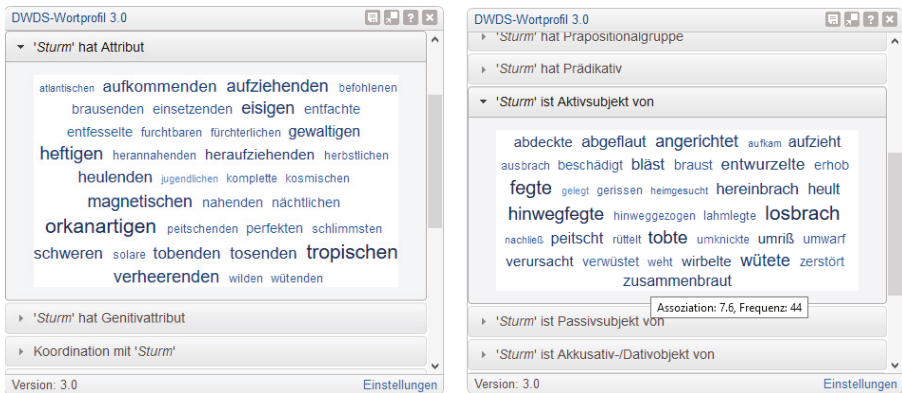 DWDS-Wortprofil 3.0
'Sturm' hat Attribut
atlantischen aufkommenden aufziehenden befohlenen
brausenden einsetzenden eisigen entfachte
entfesselte furchtbaren fürchterlichen gewaltigen
heftigen herannahenden heraufziehenden herbstlichen
heulenden jugendlichen komplette kosmischen
magnetischen nahenden nächtlichen
orkanartigen peitschenden perfekten schlimmsten
schweren solare tobenden tosenden tropischen
verheerenden wilden wütenden
'Sturm' hat Genitivattribut
Koordination mit 'Sturm'
Version: 3.0 Einstellungen
DWDS-Wortprofil 3.0
'Sturm' hat Präpositionalgruppe
'Sturm' hat Prädikativ
'Sturm' ist Aktivsubjekt von
abdeckte abgeflaut angerichtet aufkam aufzieht
ausbrach beschädigt bläst braust entwurzelte erhob
fegte gelegt gerissen heimgesucht hereinbrach heult
hinwegfegte hinweggezogen lahmlegte losbrach
nachließ peitscht rüttelt tobte umknickte umriß umwarf
verursacht verwüstet weht wirbelte wütete zerstört
zusammenbraut
Assoziation: 7.6, Frequenz: 44
'Sturm' ist Passivsubjekt von
'Sturm' ist Akkusativ-/Dativobjekt von
Version: 3.0 Einstellungen